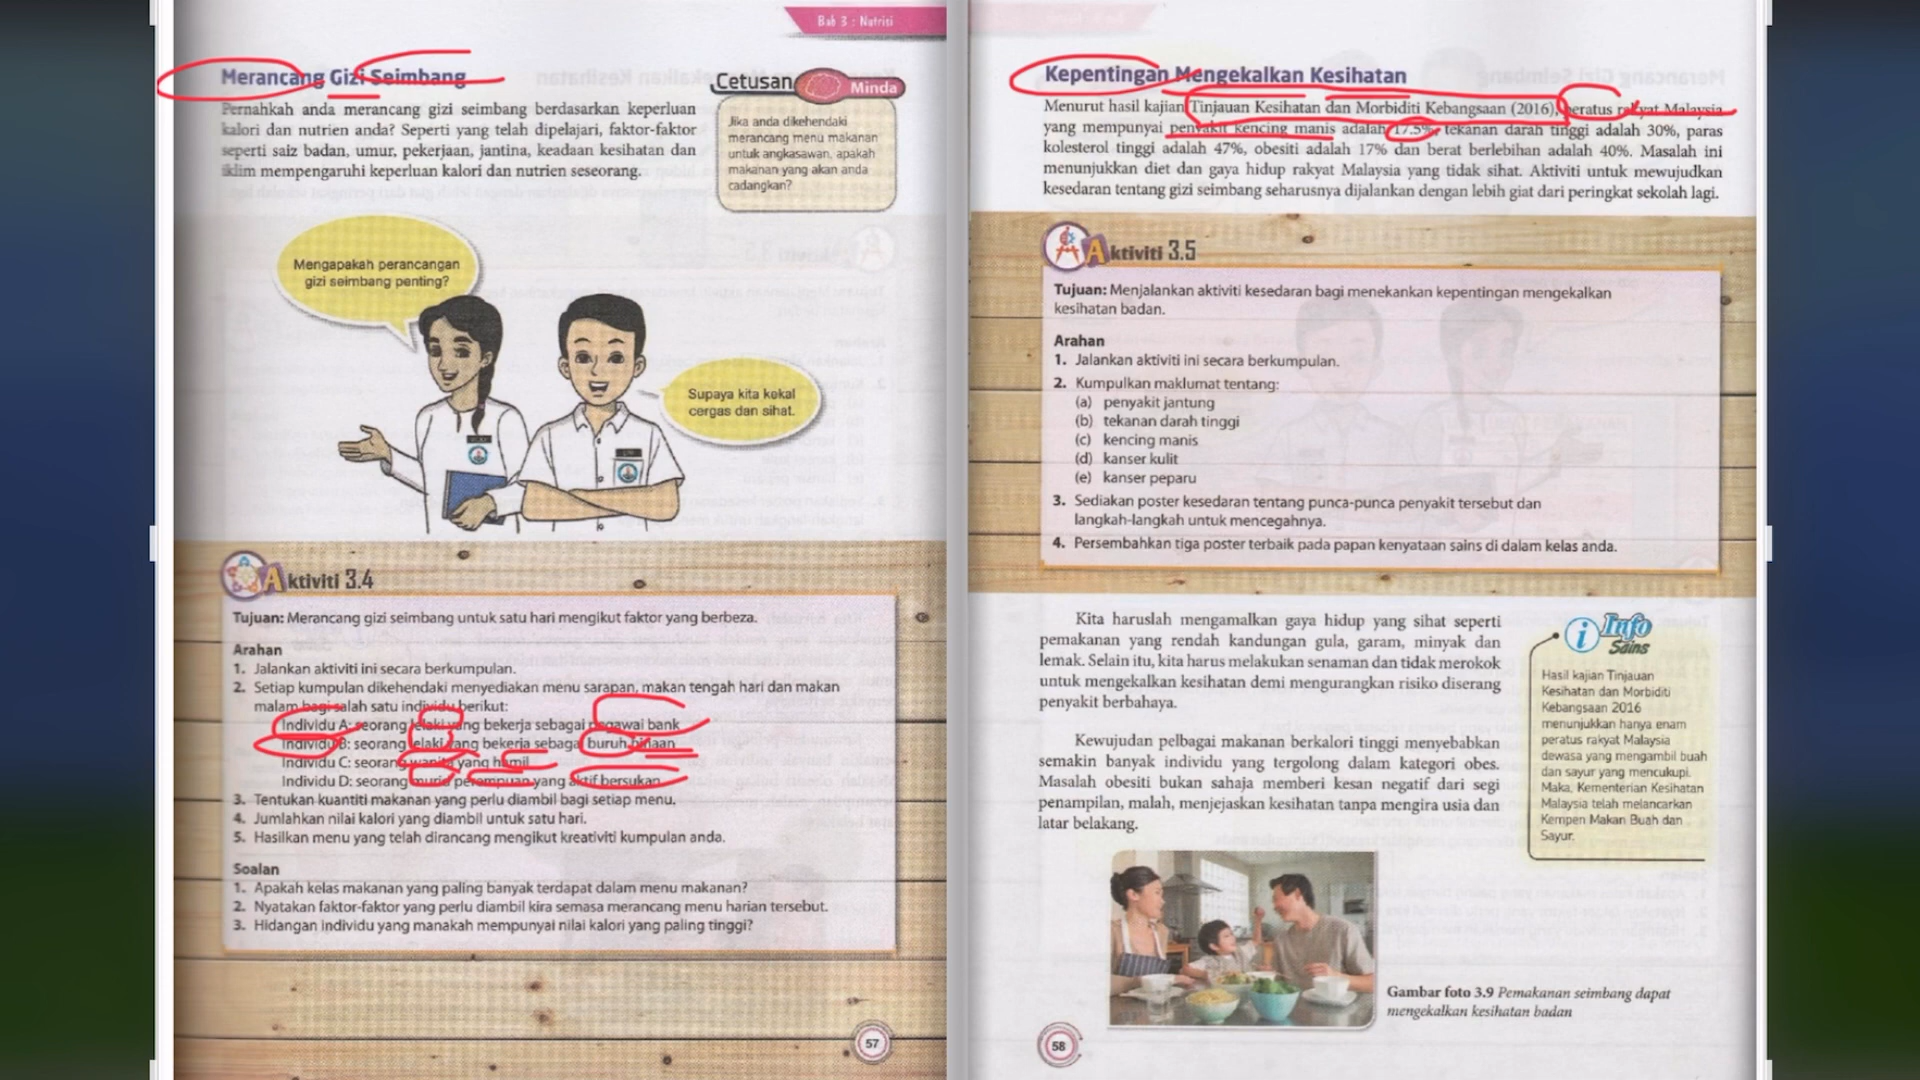 Bab 3 : Nutrisi
Merancang Gizi Seimbang
Pernahkah anda merancang gizi seimbang berdasarkan keperluan
kalori dan nutrien anda? Seperti yang telah dipelajari, faktor-faktor
seperti saiz badan, umur, pekerjaan, jantina, keadaan kesihatan dan
iklim mempengaruhi keperluan kalori dan nutrien seseorang.
Cetusan Minda
Jika anda dikehendaki
merancang menu makanan
untuk angkasawan, apakah
makanan yang akan anda
cadangkan?
Mengapakah perancangan
gizi seimbang penting?
Supaya kita kekal
cergas dan sihat.
Aktiviti 3.4
Tujuan: Merancang gizi seimbang untuk satu hari mengikut faktor yang berbeza.
Arahan
1. Jalankan aktiviti ini secara berkumpulan.
2. Setiap kumpulan dikehendaki menyediakan menu sarapan, makan tengah hari dan makan
malam bagi salah satu individu berikut:
Individu A: seorang lelaki yang bekerja sebagai pegawai bank
Individu B: seorang lelaki yang bekerja sebagai buruh binaan
Individu C: seorang wanita yang hamil
Individu D: seorang murid perempuan yang aktif bersukan
3. Tentukan kuantiti makanan yang perlu diambil bagi setiap menu.
4. Jumlahkan nilai kalori yang diambil untuk satu hari.
5. Hasilkan menu yang telah dirancang mengikut kreativiti kumpulan anda.
Soalan
1. Apakah kelas makanan yang paling banyak terdapat dalam menu makanan?
2. Nyatakan faktor-faktor yang perlu diambil kira semasa merancang menu harian tersebut.
3. Hidangan individu yang manakah mempunyai nilai kalori yang paling tinggi?
57
Kepentingan Mengekalkan Kesihatan
Menurut hasil kajian Tinjauan Kesihatan dan Morbiditi Kebangsaan (2016), peratus rakyat Malaysia
yang mempunyai penyakit kencing manis adalah 17.5%, tekanan darah tinggi adalah 30%, paras
kolesterol tinggi adalah 47%, obesiti adalah 17% dan berat berlebihan adalah 40%. Masalah ini
menunjukkan diet dan gaya hidup rakyat Malaysia yang tidak sihat. Aktiviti untuk mewujudkan
kesedaran tentang gizi seimbang seharusnya dijalankan dengan lebih giat dari peringkat sekolah lagi.
Aktiviti 3.5
Tujuan: Menjalankan aktiviti kesedaran bagi menekankan kepentingan mengekalkan
kesihatan badan.
Arahan
1. Jalankan aktiviti ini secara berkumpulan.
2. Kumpulkan maklumat tentang:
(a) penyakit jantung
(b) tekanan darah tinggi
(c) kencing manis
(d) kanser kulit
(e) kanser peparu
3. Sediakan poster kesedaran tentang punca-punca penyakit tersebut dan
langkah-langkah untuk mencegahnya.
4. Persembahkan tiga poster terbaik pada papan kenyataan sains di dalam kelas anda.
Kita haruslah mengamalkan gaya hidup yang sihat seperti
pemakanan yang rendah kandungan gula, garam, minyak dan
lemak. Selain itu, kita harus melakukan senaman dan tidak merokok
untuk mengekalkan kesihatan demi mengurangkan risiko diserang
penyakit berbahaya.
Kewujudan pelbagai makanan berkalori tinggi menyebabkan
semakin banyak individu yang tergolong dalam kategori obes.
Masalah obesiti bukan sahaja memberi kesan negatif dari segi
penampilan, malah, menjejaskan kesihatan tanpa mengira usia dan
latar belakang.
Info Sains
Hasil kajian Tinjauan
Kesihatan dan Morbiditi
Kebangsaan 2016
menunjukkan hanya enam
peratus rakyat Malaysia
dewasa yang mengambil buah
dan sayur yang mencukupi.
Maka, Kementerian Kesihatan
Malaysia telah melancarkan
Kempen Makan Buah dan
Sayur.
Gambar foto 3.9 Pemakanan seimbang dapat
mengekalkan kesihatan badan
58